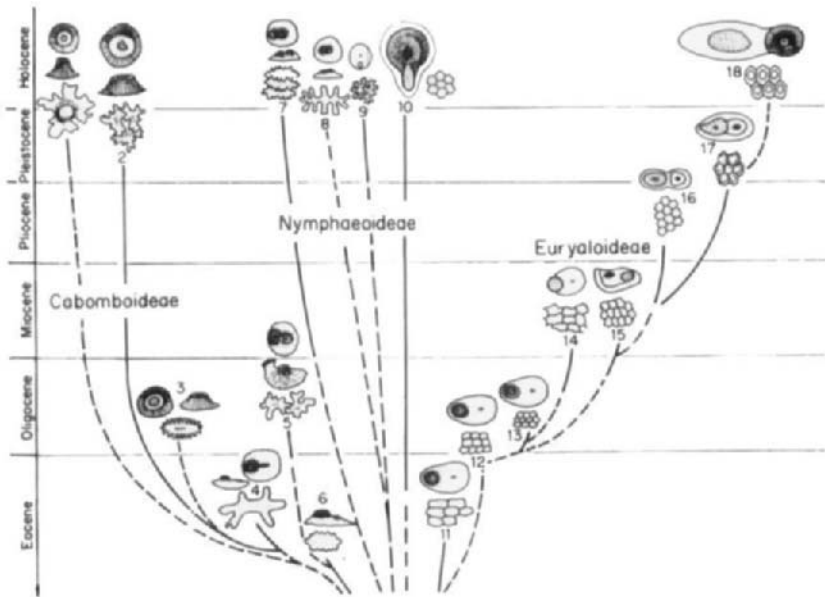 Holocene
Pleistocene
Pliocene
Miocene
Oligocene
Eocene
Cabomboideae
Nymphaeoideae
Euryaloideae
2
3
4
5
6
7
8
9
10
11
12
13
14
15
16
17
18